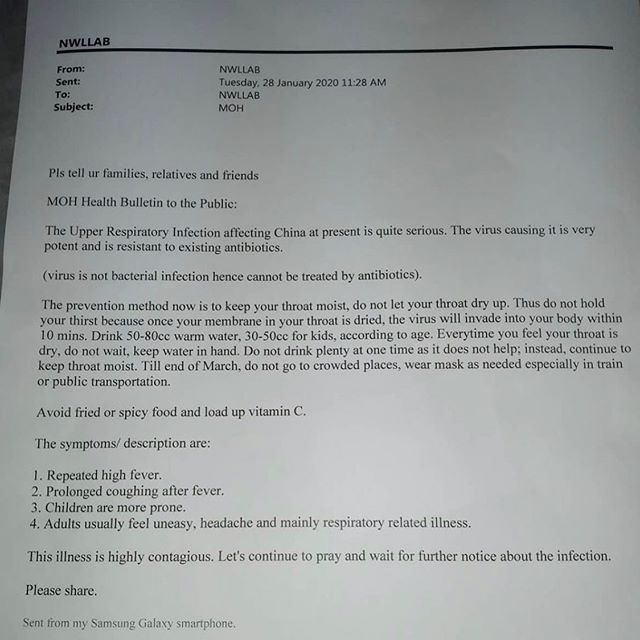 NWLLAB
From: NWLLAB
Sent: Tuesday, 28 January 2020 11:28 AM
To: NWLLAB
Subject: MOH
Pls tell ur families, relatives and friends
MOH Health Bulletin to the Public:
The Upper Respiratory Infection affecting China at present is quite serious. The virus causing it is very
potent and is resistant to existing antibiotics.
(virus is not bacterial infection hence cannot be treated by antibiotics).
The prevention method now is to keep your throat moist, do not let your throat dry up. Thus do not hold
your thirst because once your membrane in your throat is dried, the virus will invade into your body within
10 mins. Drink 50-80cc warm water, 30-50cc for kids, according to age. Everytime you feel your throat is
dry, do not wait, keep water in hand. Do not drink plenty at one time as it does not help; instead, continue to
keep throat moist. Till end of March, do not go to crowded places, wear mask as needed especially in train
or public transportation.
Avoid fried or spicy food and load up vitamin C.
The symptoms/ description are:
1. Repeated high fever.
2. Prolonged coughing after fever.
3. Children are more prone.
4. Adults usually feel uneasy, headache and mainly respiratory related illness.
This illness is highly contagious. Let's continue to pray and wait for further notice about the infection.
Please share.
Sent from my Samsung Galaxy smartphone.